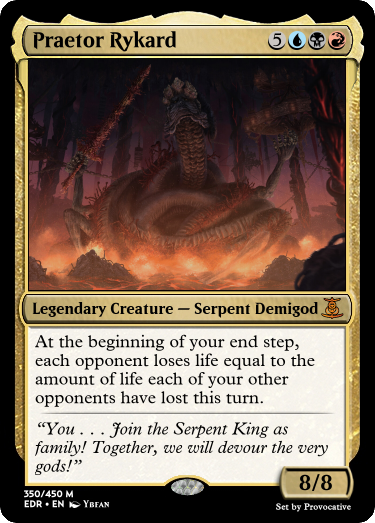 Praetor Rykard 5
Legendary Creature — Serpent Demigod
At the beginning of your end step,
each opponent loses life equal to the
amount of life each of your other
opponents have lost this turn.
“You . . . Join the Serpent King as
family! Together, we will devour the very
gods!”
8/8
350/450 M
EDR • EN Ybfan
Set by Provocative